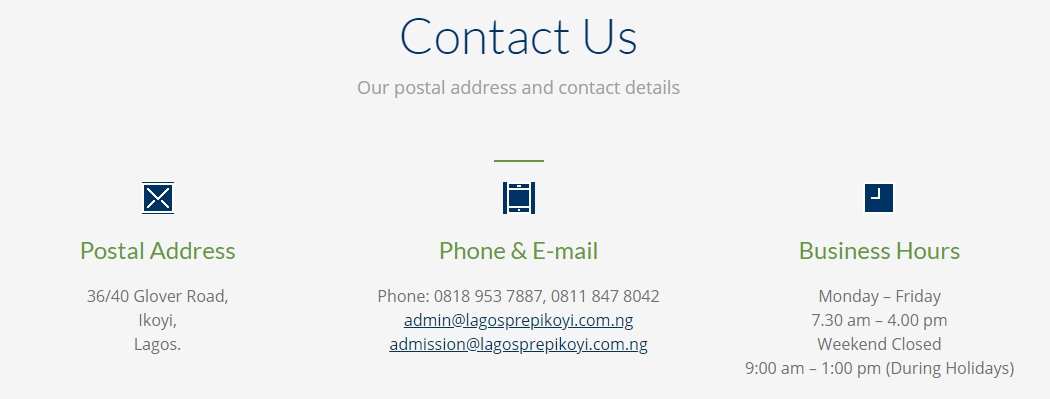 Contact Us
Our postal address and contact details
Postal Address
36/40 Glover Road,
Ikoyi,
Lagos.
Phone & E-mail
Phone: 0818 953 7887, 0811 847 8042
admin@lagosprepikoyi.com.ng
admission@lagosprepikoyi.com.ng
Business Hours
Monday – Friday
7.30 am – 4.00 pm
Weekend Closed
9:00 am – 1:00 pm (During Holidays)